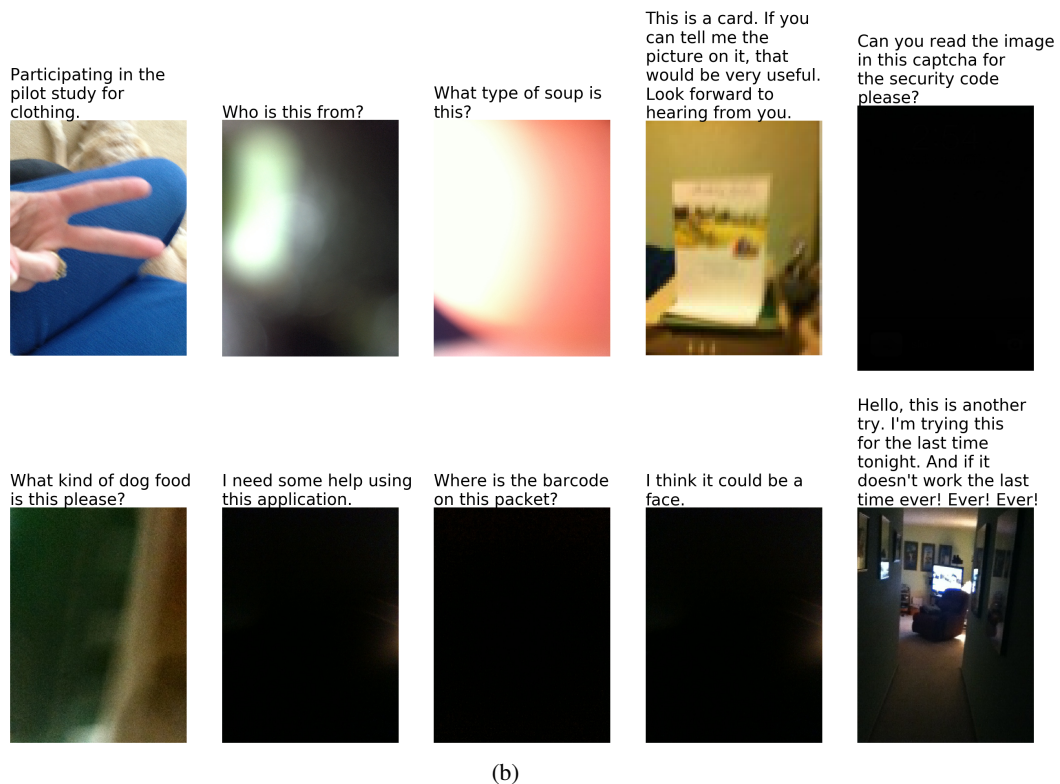 Participating in the
pilot study for
clothing.
Who is this from?
What type of soup is
this?
This is a card. If you
can tell me the
picture on it, that
would be very useful.
Look forward to
hearing from you.
Can you read the image
in this captcha for
the security code
please?
What kind of dog food
is this please?
I need some help using
this application.
Where is the barcode
on this packet?
I think it could be a
face.
Hello, this is another
try. I'm trying this
for the last time
tonight. And if it
doesn't work the last
time ever! Ever! Ever!
(b)